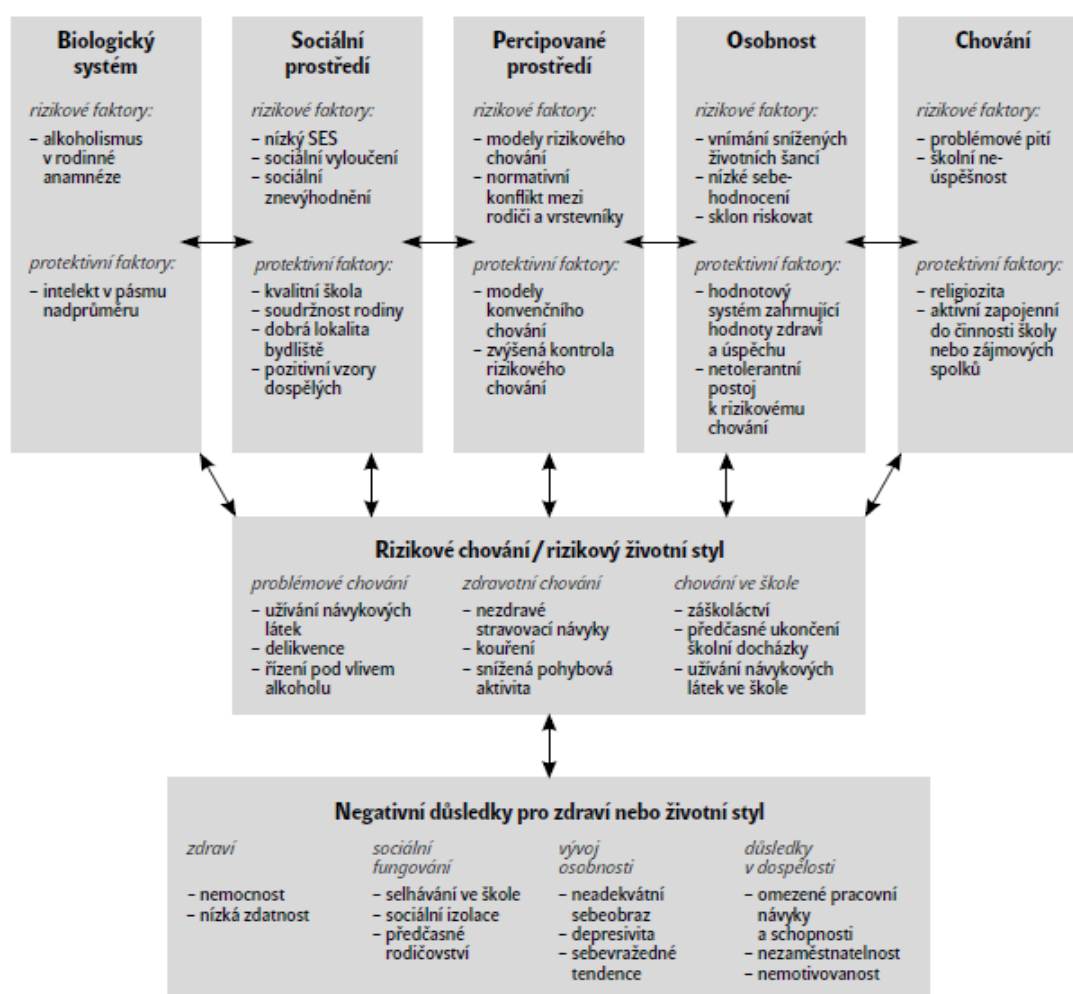 Biologický
systém
rizikové faktory:
– alkoholismus
v rodinné
anamnéze
protektivní faktory:
– intelekt v pásmu
nadprůměru
Sociální
prostředí
rizikové faktory:
– nízký SES
– sociální vyloučení
– sociální
znevýhodnění
protektivní faktory:
– kvalitní škola
– soudržnost rodiny
– dobrá lokalita
bydliště
– pozitivní vzory
dospělých
Percipované
prostředí
rizikové faktory:
– modely rizikového
chování
– normativní
konflikt mezi
rodiči a vrstevníky
protektivní faktory:
– modely
konvenčního
chování
– zvýšená kontrola
rizikového
chování
Osobnost
rizikové faktory:
– vnímání snížených
životních šancí
– nízké sebe-
hodnocení
– sklon riskovat
protektivní faktory:
– hodnotový
systém zahrmující
hodnoty zdraví
a úspěchu
– netolerantní
postoj
k rizikovému
chování
Chování
rizikové faktory:
– problémové pití
– školní ne-
úspěšnost
protektivní faktory:
– religiozita
– aktivní zapojenní
do činnosti školy
nebo zájmových
spolků
Rizikové chování / rizikový životní styl
problémové chování
– užívání návykových
látek
– delikvence
– řízení pod vlivem
alkoholu
zdravotní chování
– nezdravé
stravovací návyky
– kouření
– snížená pohybová
aktivita
chování ve škole
– záškoláctví
– předčasné ukončení
školní docházky
– užívání návykových
látek ve škole
Negativní důsledky pro zdraví nebo životní styl
zdraví
– nemocnost
– nízká zdatnost
sociální
fungování
– selhávání ve škole
– sociální izolace
– předčasné
rodičovství
vývoj
osobnosti
– neadekvátní
sebeobraz
– depresivita
– sebevražedné
tendence
důsledky
v dospělosti
– omezené pracovní
návyky
a schopnosti
– nezaměstnatelnost
– nemotivovanost